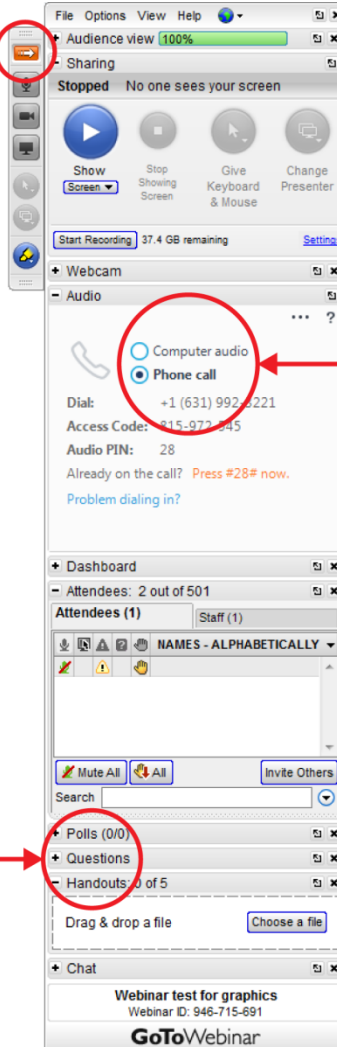 File Options View Help
Audience view 100%
Sharing
Stopped No one sees your screen
Show
Screen
Stop
Showing
Screen
Give
Keyboard
& Mouse
Change
Presenter
Start Recording 37.4 GB remaining
Webcam
Audio
... ?
Computer audio
Phone call
Dial: +1 (631) 992-3221
Access Code: 815-972-545
Audio PIN: 28
Already on the call? Press #28# now.
Problem dialing in?
Dashboard
Attendees: 2 out of 501
Attendees (1) Staff (1)
NAMES - ALPHABETICALLY
Mute All All Invite Others
Search
Polls (0/0)
Questions
Handouts: 0 of 5
Drag & drop a file Choose a file
Chat
Webinar test for graphics
Webinar ID: 946-715-691
GoToWebinar